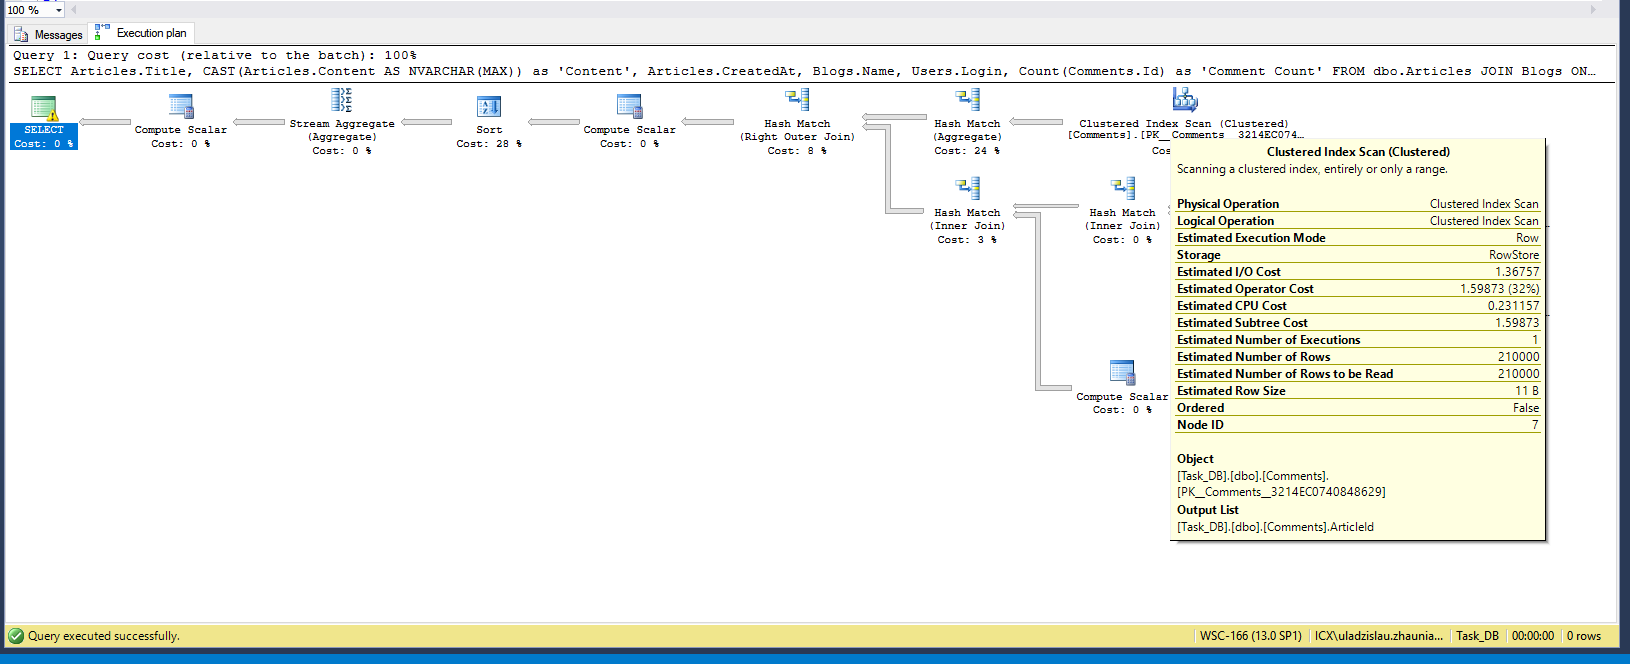 100 %
Messages
Execution plan
Query 1: Query cost (relative to the batch): 100%
SELECT Articles.Title, CAST(Articles.Content AS NVARCHAR(MAX)) as 'Content', Articles.CreatedAt, Blogs.Name, Users.Login, Count(Comments.Id) as 'Comment Count' FROM dbo.Articles JOIN Blogs ON…
SELECT
Cost: 0 %
Compute Scalar
Cost: 0 %
Stream Aggregate
(Aggregate)
Cost: 0 %
Sort
Cost: 28 %
Compute Scalar
Cost: 0 %
Hash Match
(Right Outer Join)
Cost: 8 %
Hash Match
(Aggregate)
Cost: 24 %
Clustered Index Scan (Clustered)
[Comments].[PK__Comments__3214EC074…
Cos
Hash Match
(Inner Join)
Cost: 3 %
Hash Match
(Inner Join)
Cost: 0 %
Compute Scalar
Cost: 0 %
Clustered Index Scan (Clustered)
Scanning a clustered index, entirely or only a range.
Physical Operation Clustered Index Scan
Logical Operation Clustered Index Scan
Estimated Execution Mode Row
Storage RowStore
Estimated I/O Cost 1.36757
Estimated Operator Cost 1.59873 (32%)
Estimated CPU Cost 0.231157
Estimated Subtree Cost 1.59873
Estimated Number of Executions 1
Estimated Number of Rows 210000
Estimated Number of Rows to be Read 210000
Estimated Row Size 11 B
Ordered False
Node ID 7
Object
[Task_DB].[dbo].[Comments].
[PK__Comments__3214EC0740848629]
Output List
[Task_DB].[dbo].[Comments].ArticleId
Query executed successfully.
WSC-166 (13.0 SP1)
ICX\uladzislau.zhaunia...
Task_DB
00:00:00
0 rows